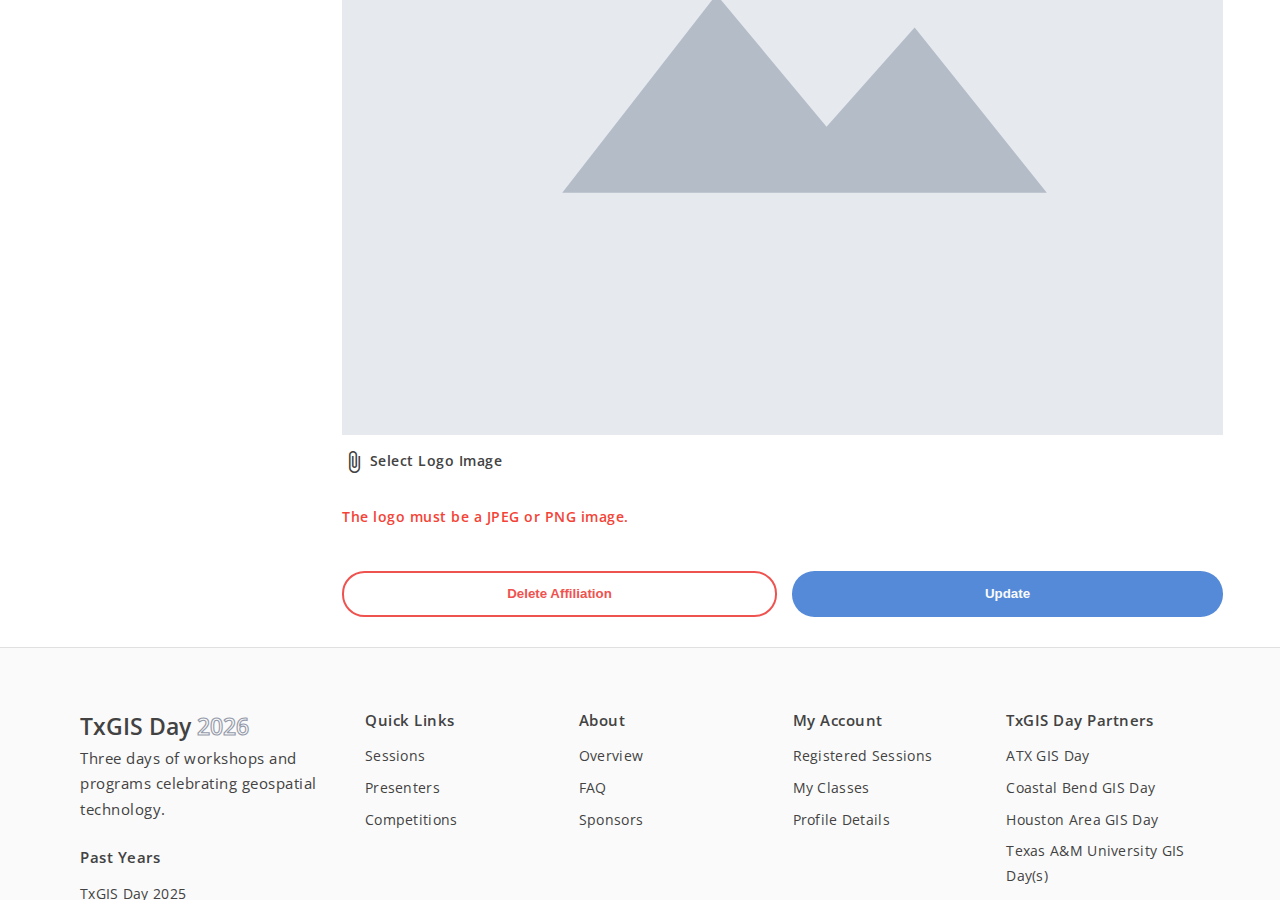 Select Logo Image
The logo must be a JPEG or PNG image.
Delete Affiliation
Update
TxGIS Day 2026
Three days of workshops and
programs celebrating geospatial
technology.
Past Years
TxGIS Day 2025
Quick Links
Sessions
Presenters
Competitions
About
Overview
FAQ
Sponsors
My Account
Registered Sessions
My Classes
Profile Details
TxGIS Day Partners
ATX GIS Day
Coastal Bend GIS Day
Houston Area GIS Day
Texas A&M University GIS
Day(s)